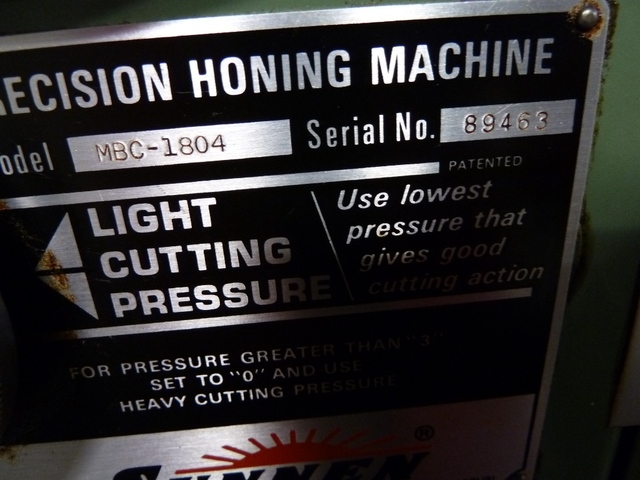 RECISION HONING MACHINE
odel MBC-1804 Serial No. 89463
PATENTED
LIGHT
CUTTING
PRESSURE
Use lowest
pressure that
gives good
cutting action
FOR PRESSURE GREATER THAN "3"
SET TO "0" AND USE
HEAVY CUTTING PRESSURE
SUNNEN ®